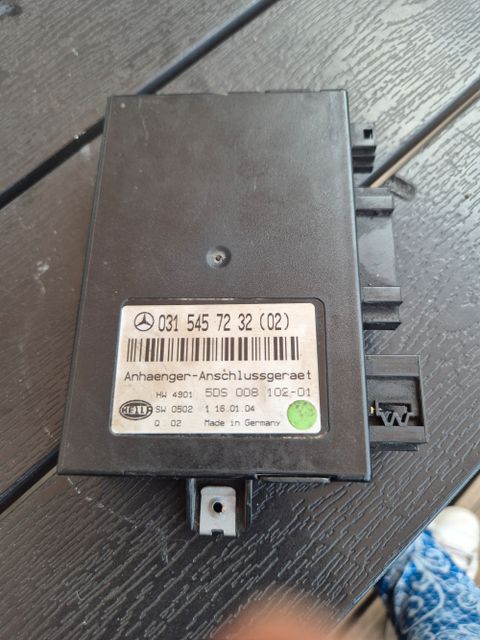 031 545 72 32 (02)
Anhaenger-Anschlussgeraet
HW 4901 5DS 008 102-01
HELLA SW 0502 1 16.01.04
Q .02 Made in Germany